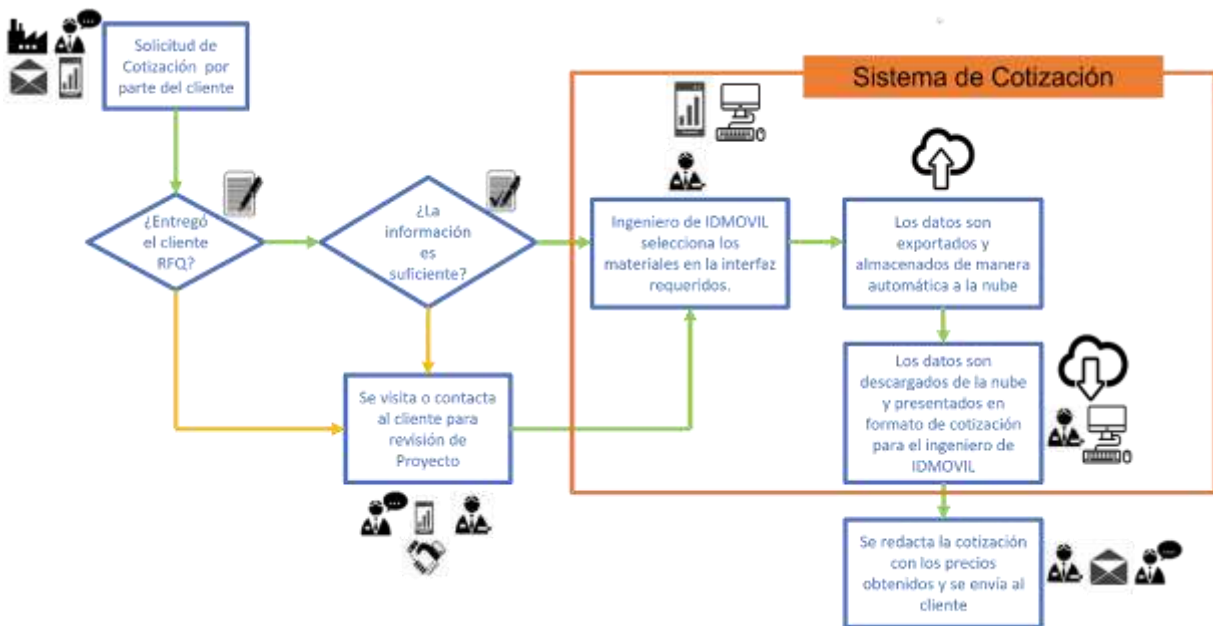 Solicitud de
Cotización por
parte del cliente
Sistema de Cotización
¿Entregó
el cliente
RFQ?
¿La
información
es
suficiente?
Ingeniero de IDMOVIL
selecciona los
materiales en la interfaz
requeridos.
Los datos son
exportados y
almacenados de manera
automática a la nube
Se visita o contacta
al cliente para
revisión de
Proyecto
Los datos son
descargados de la nube
y presentados en
formato de cotización
para el ingeniero de
IDMOVIL
Se redacta la cotización
con los precios
obtenidos y se envía al
cliente